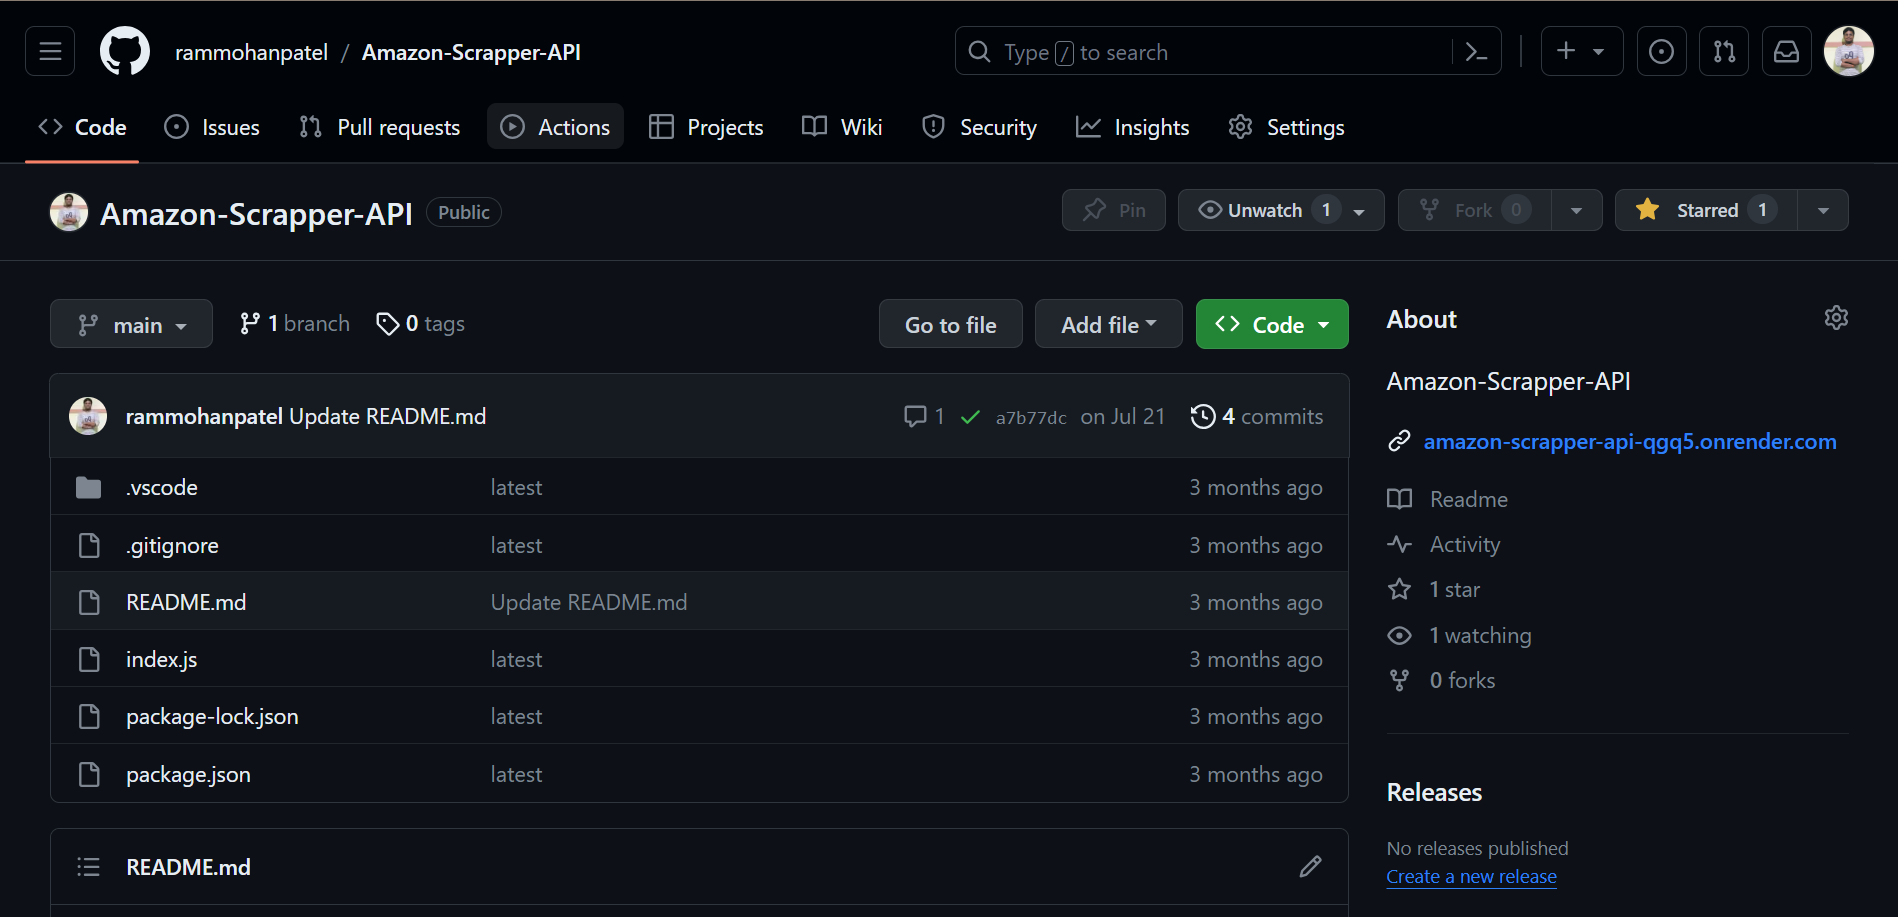 rammohanpatel / Amazon-Scrapper-API
Type / to search
Code Issues Pull requests Actions Projects Wiki Security Insights Settings
Amazon-Scrapper-API Public
Pin Unwatch 1 Fork 0 Starred 1
main 1 branch 0 tags Go to file Add file Code
rammohanpatel Update README.md 1 a7b77dc on Jul 21 4 commits
.vscode latest 3 months ago
.gitignore latest 3 months ago
README.md Update README.md 3 months ago
index.js latest 3 months ago
package-lock.json latest 3 months ago
package.json latest 3 months ago
README.md
About
Amazon-Scrapper-API
amazon-scrapper-api-qgq5.onrender.com
Readme
Activity
1 star
1 watching
0 forks
Releases
No releases published
Create a new release